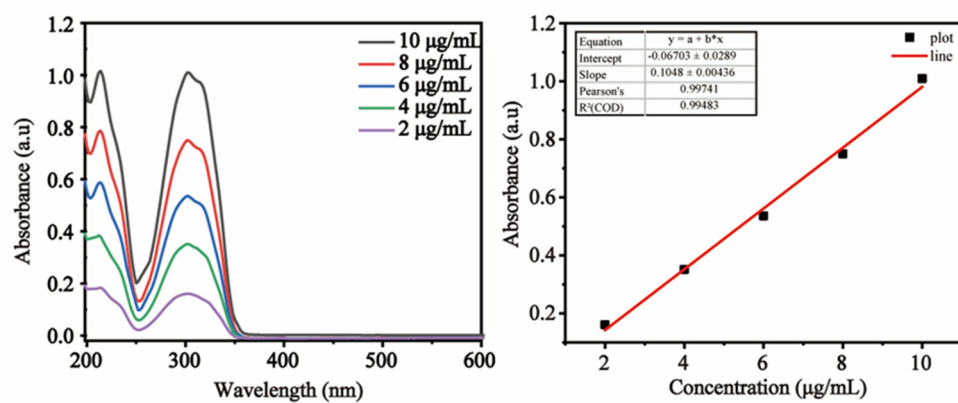 1.2
1.0
0.8
0.6
0.4
0.2
0.0
Absorbance (a.u)
10 μg/mL
8 μg/mL
6 μg/mL
4 μg/mL
2 μg/mL
200
300
400
500
600
Wavelength (nm)
1.2
1.0
0.8
0.6
0.4
0.2
Absorbance (a.u)
Equation y = a + b*x
Intercept -0.06703 ± 0.0289
Slope 0.1048 ± 0.00436
Pearson's 0.99741
R²(COD) 0.99483
plot
line
2
4
6
8
10
Concentration (μg/mL)